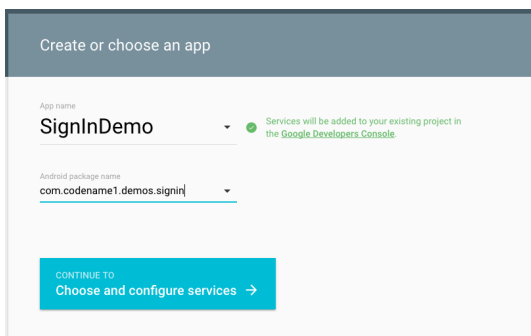 Create or choose an app
App name
SignInDemo
Services will be added to your existing project in
the Google Developers Console.
Android package name
com.codename1.demos.signin
CONTINUE TO
Choose and configure services →